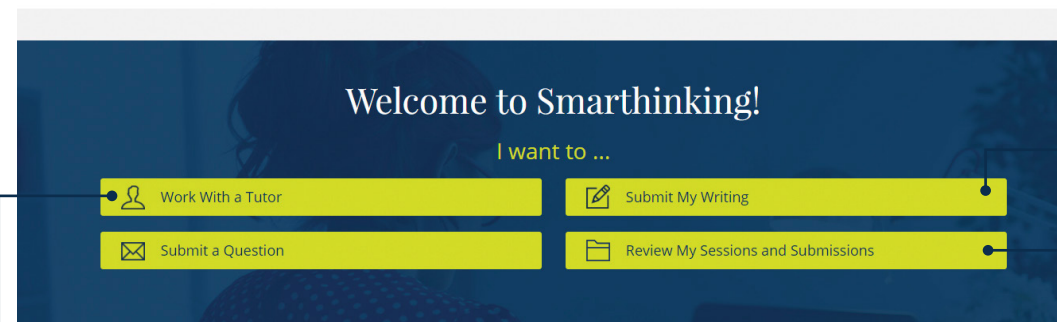 Welcome to Smarthinking!
I want to ...
Work With a Tutor
Submit My Writing
Submit a Question
Review My Sessions and Submissions